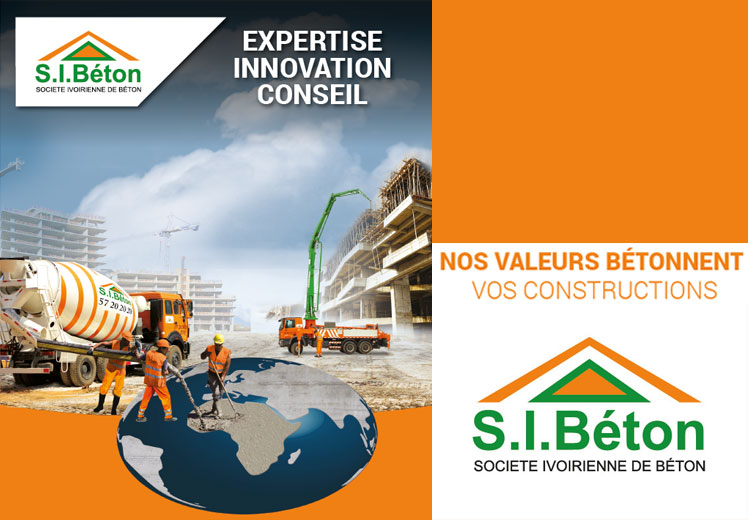 S.I.Béton
SOCIETE IVOIRIENNE DE BÉTON
EXPERTISE
INNOVATION
CONSEIL
S.I.Béton
57 20 20 20
NOS VALEURS BÉTONNENT
VOS CONSTRUCTIONS
S.I.Béton
SOCIETE IVOIRIENNE DE BÉTON